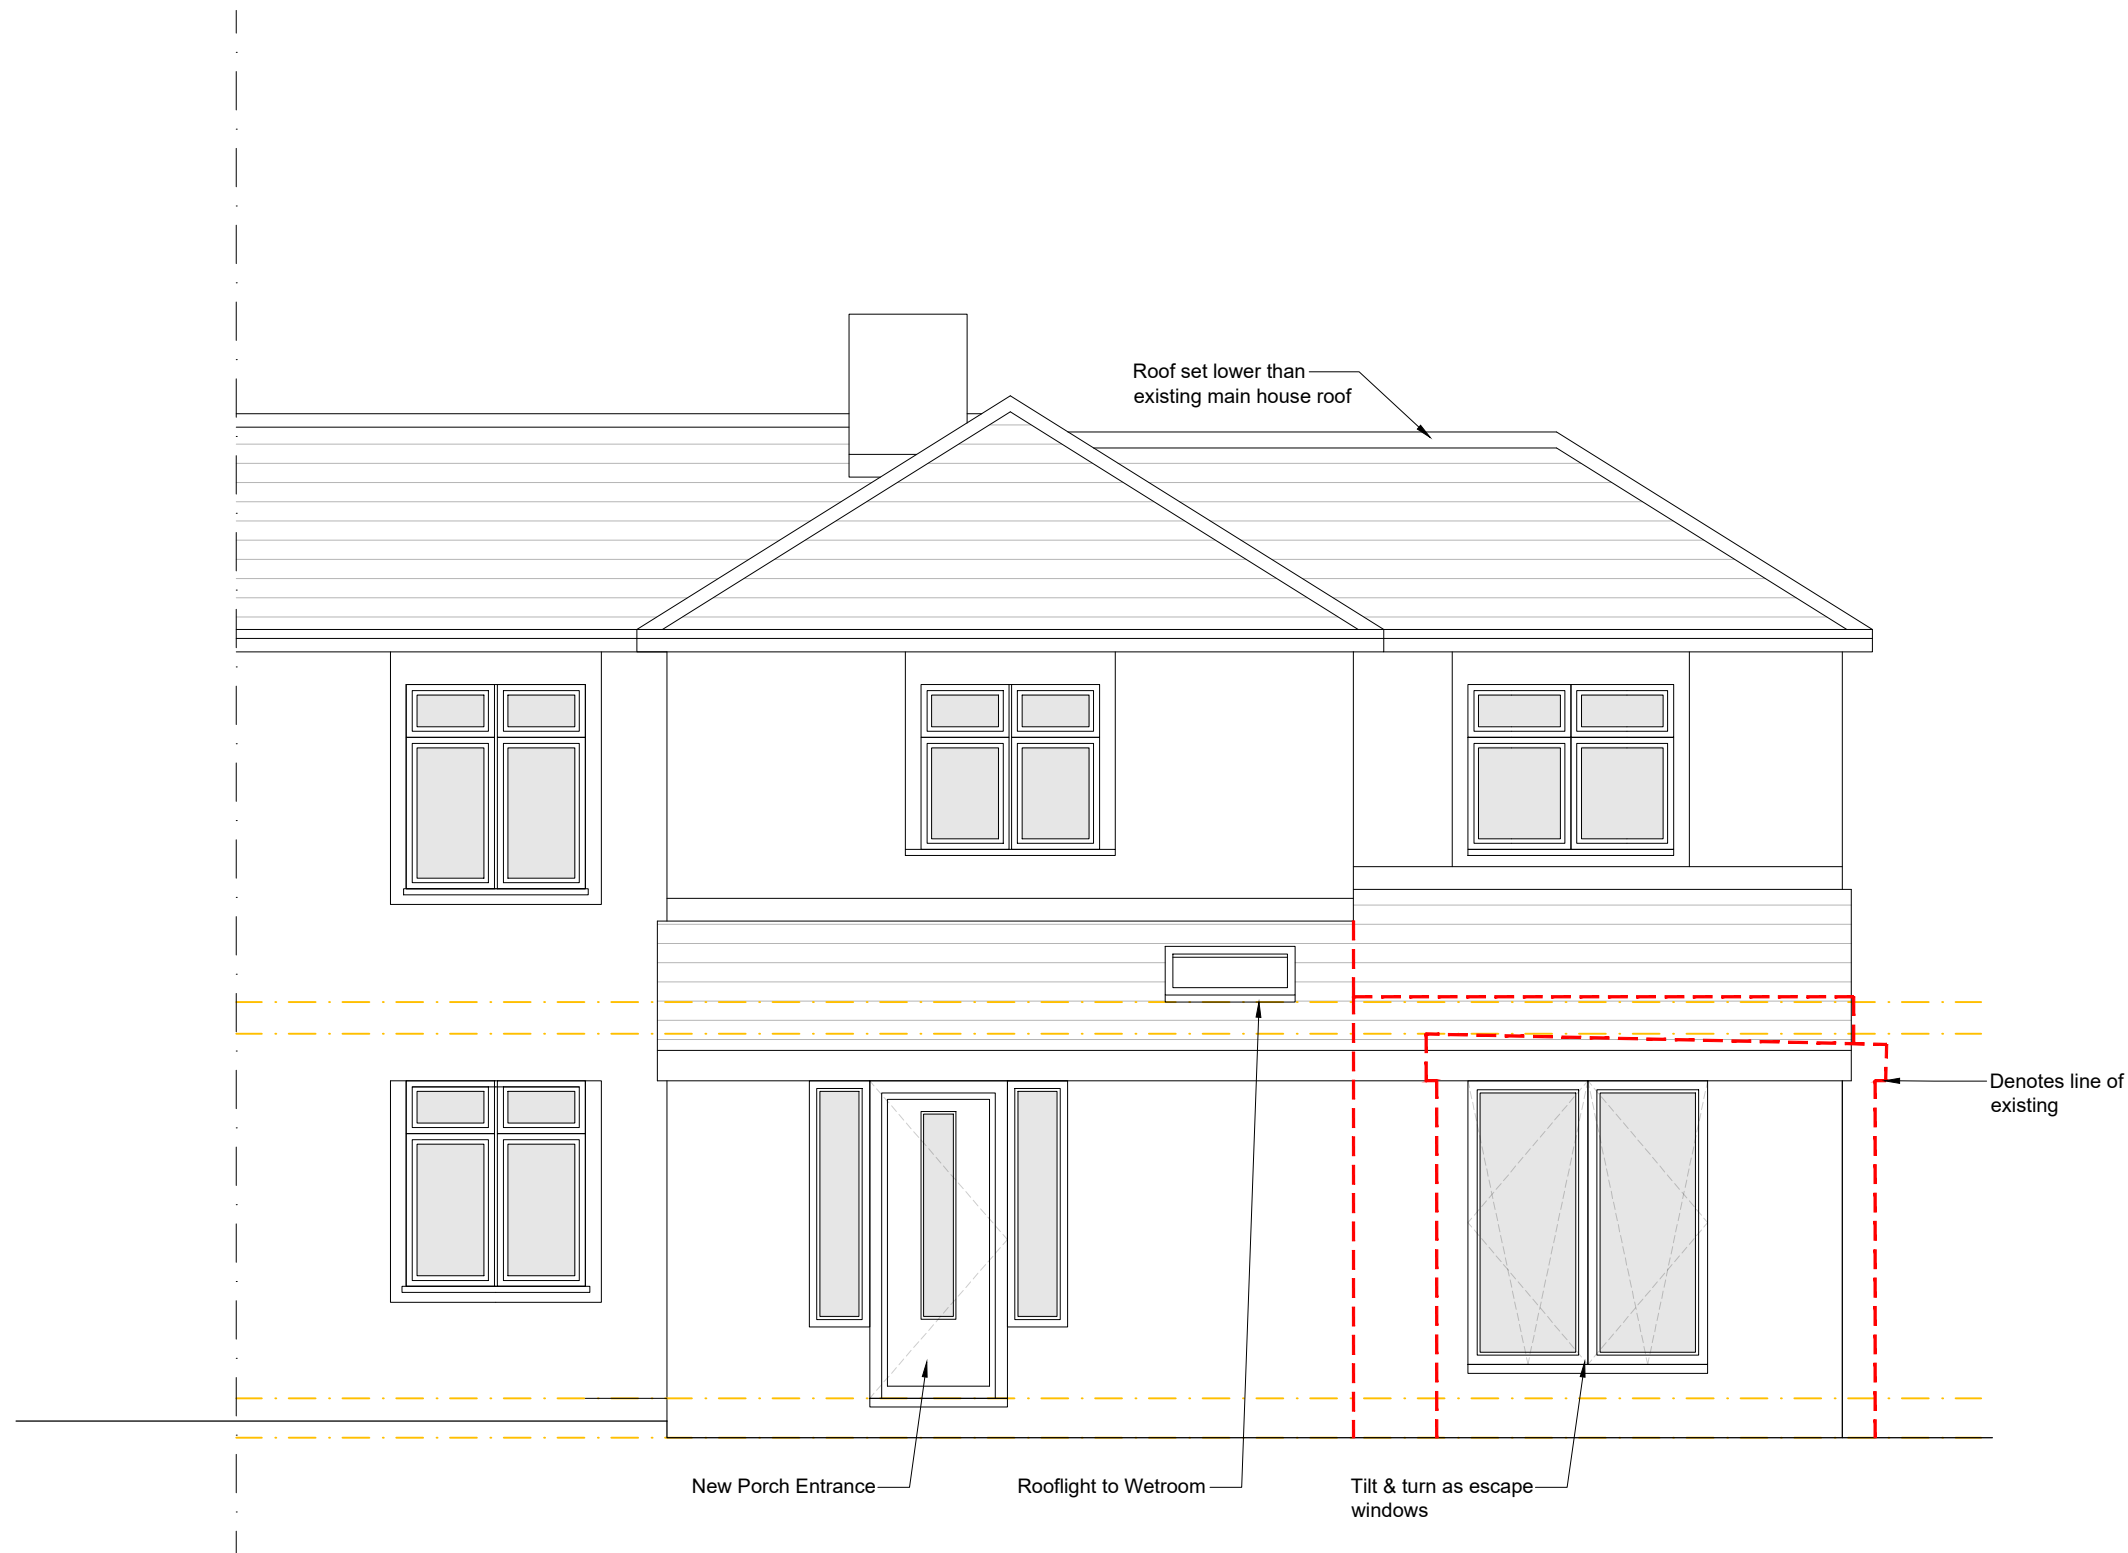 Roof set lower than
existing main house roof
Denotes line of
existing
New Porch Entrance
Rooflight to Wetroom
Tilt & turn as escape
windows